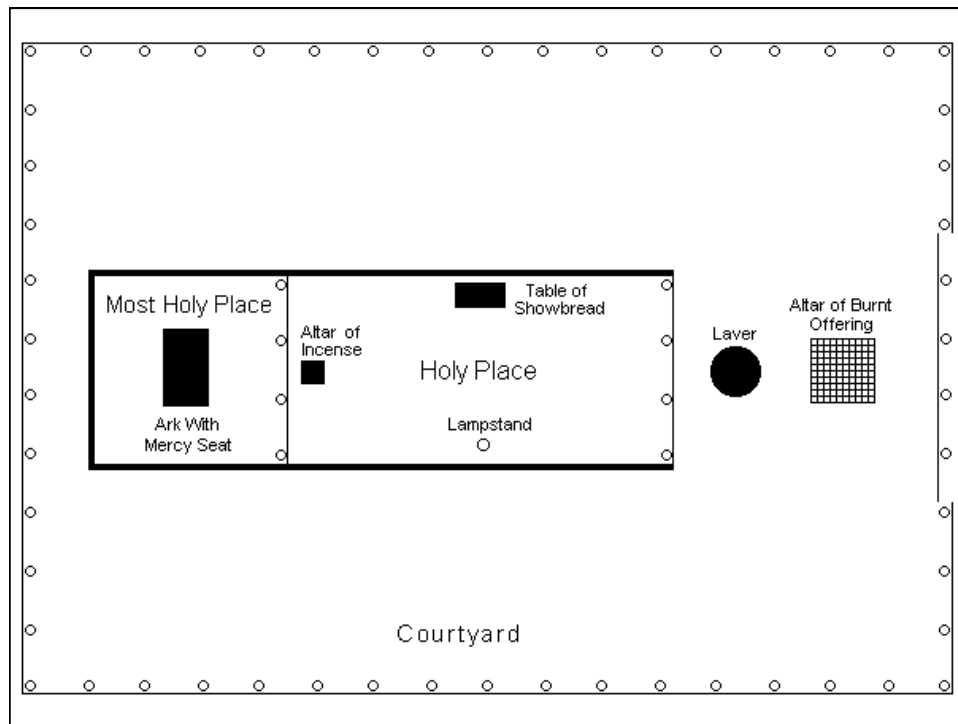 Most Holy Place
Ark With
Mercy Seat
Altar of
Incense
Table of
Showbread
Holy Place
Lampstand
Laver
Altar of Burnt
Offering
Courtyard